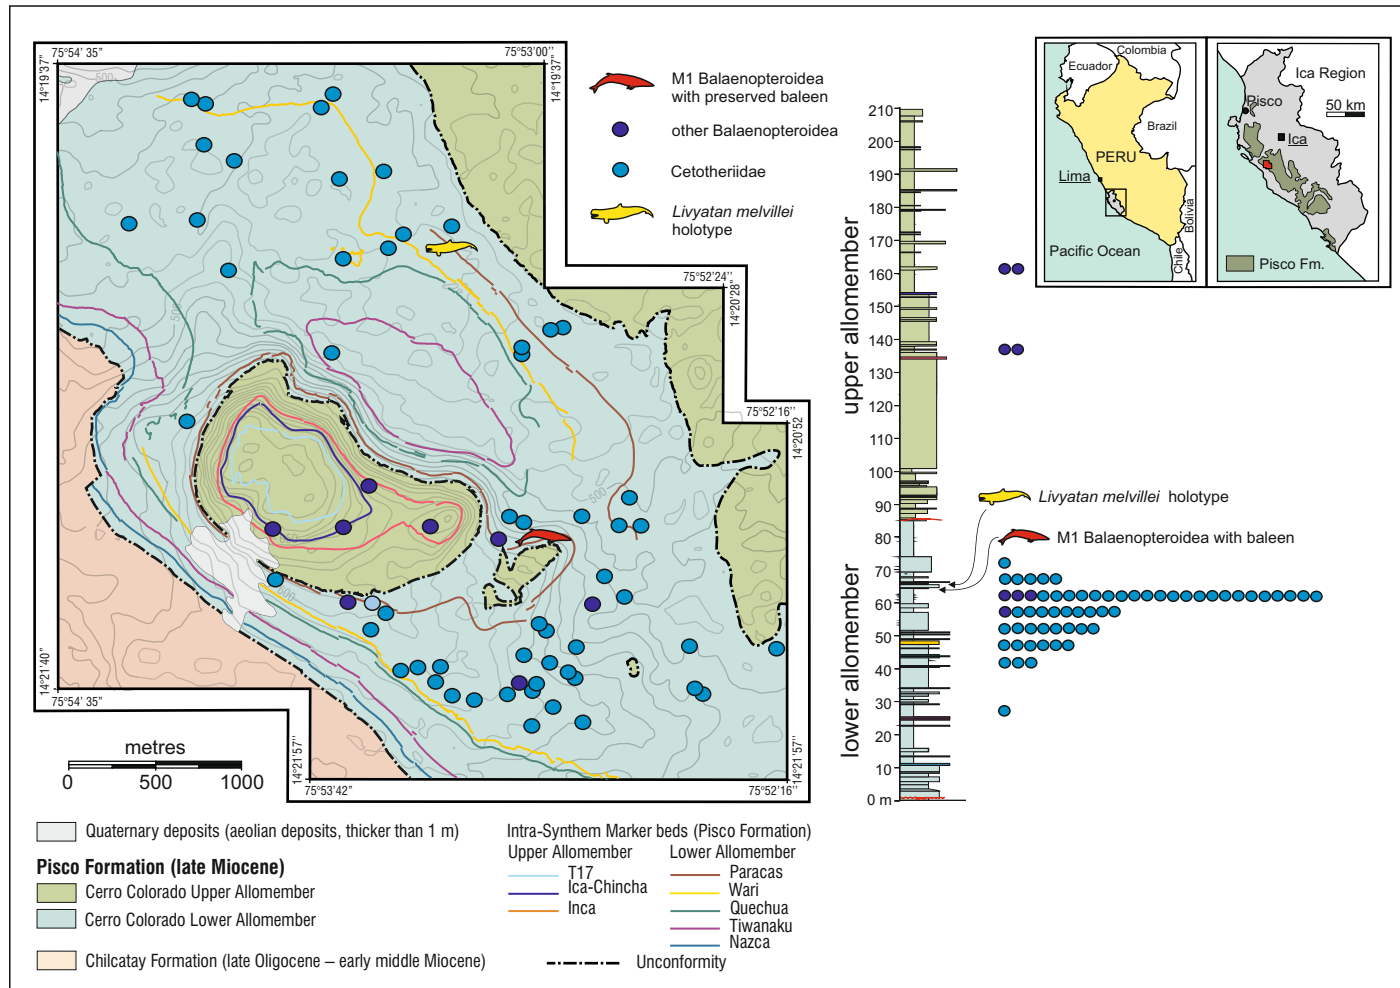 75°54' 35"
75°53'00''
14°19'37"
14°19'37"
500
M1 Balaenopteroidea
with preserved baleen
other Balaenopteroidea
Cetotheriidae
Livyatan melvillei
holotype
75°52'24''
14°20'28"
75°52'16''
14°20'52"
500
500
600
14°21'40"
75°54' 35"
14°21'57"
75°53'42"
14°21'57"
75°52'16"
metres
0 500 1000
upper allomember
lower allomember
210
200
190
180
170
160
150
140
130
120
110
100
90
80
70
60
50
40
30
20
10
0 m
Livyatan melvillei holotype
M1 Balaenopteroidea with baleen
Colombia
Ecuador
Brazil
PERU
Lima
Bolivia
Pacific Ocean
Chile
Ica Region
Pisco
50 km
Ica
Pisco Fm.
Quaternary deposits (aeolian deposits, thicker than 1 m)
Pisco Formation (late Miocene)
Cerro Colorado Upper Allomember
Cerro Colorado Lower Allomember
Chilcatay Formation (late Oligocene – early middle Miocene)
Intra-Synthem Marker beds (Pisco Formation)
Upper Allomember
T17
Ica-Chincha
Inca
Lower Allomember
Paracas
Wari
Quechua
Tiwanaku
Nazca
Unconformity